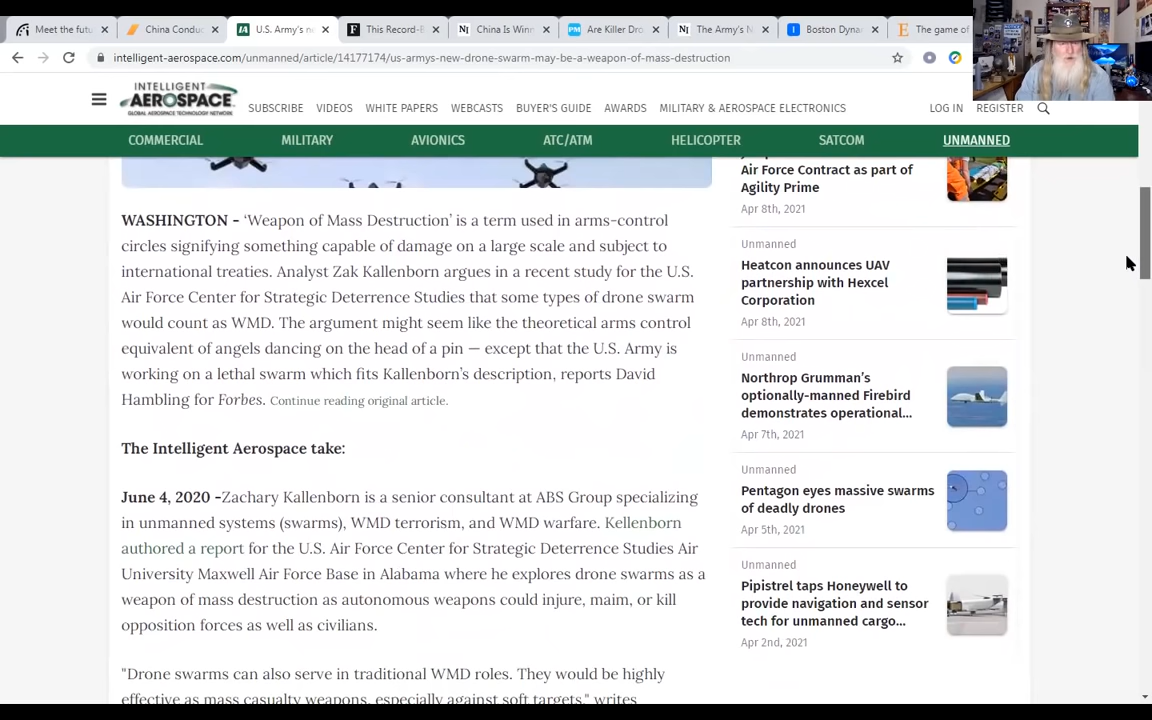 Meet the futu
China Conduc
U.S. Army's ne
This Record-B
China Is Winn
Are Killer Dro
The Army's N
Boston Dyna
The game of
intelligent-aerospace.com/unmanned/article/14177174/us-armys-new-drone-swarm-may-be-a-weapon-of-mass-destruction
INTELLIGENT
AEROSPACE
GLOBAL AEROSPACE TECHNOLOGY NETWORK
SUBSCRIBE VIDEOS WHITE PAPERS WEBCASTS BUYER'S GUIDE AWARDS MILITARY & AEROSPACE ELECTRONICS LOG IN REGISTER
COMMERCIAL MILITARY AVIONICS ATC/ATM HELICOPTER SATCOM UNMANNED
WASHINGTON - ‘Weapon of Mass Destruction’ is a term used in arms-control
circles signifying something capable of damage on a large scale and subject to
international treaties. Analyst Zak Kallenborn argues in a recent study for the U.S.
Air Force Center for Strategic Deterrence Studies that some types of drone swarm
would count as WMD. The argument might seem like the theoretical arms control
equivalent of angels dancing on the head of a pin — except that the U.S. Army is
working on a lethal swarm which fits Kallenborn’s description, reports David
Hambling for Forbes. Continue reading original article.
The Intelligent Aerospace take:
June 4, 2020 -Zachary Kallenborn is a senior consultant at ABS Group specializing
in unmanned systems (swarms), WMD terrorism, and WMD warfare. Kellenborn
authored a report for the U.S. Air Force Center for Strategic Deterrence Studies Air
University Maxwell Air Force Base in Alabama where he explores drone swarms as a
weapon of mass destruction as autonomous weapons could injure, maim, or kill
opposition forces as well as civilians.
"Drone swarms can also serve in traditional WMD roles. They would be highly
effective as mass casualty weapons, especially against soft targets," writes
Air Force Contract as part of
Agility Prime
Apr 8th, 2021
Unmanned
Heatcon announces UAV
partnership with Hexcel
Corporation
Apr 8th, 2021
Unmanned
Northrop Grumman’s
optionally-manned Firebird
demonstrates operational...
Apr 7th, 2021
Unmanned
Pentagon eyes massive swarms
of deadly drones
Apr 5th, 2021
Unmanned
Pipistrel taps Honeywell to
provide navigation and sensor
tech for unmanned cargo...
Apr 2nd, 2021